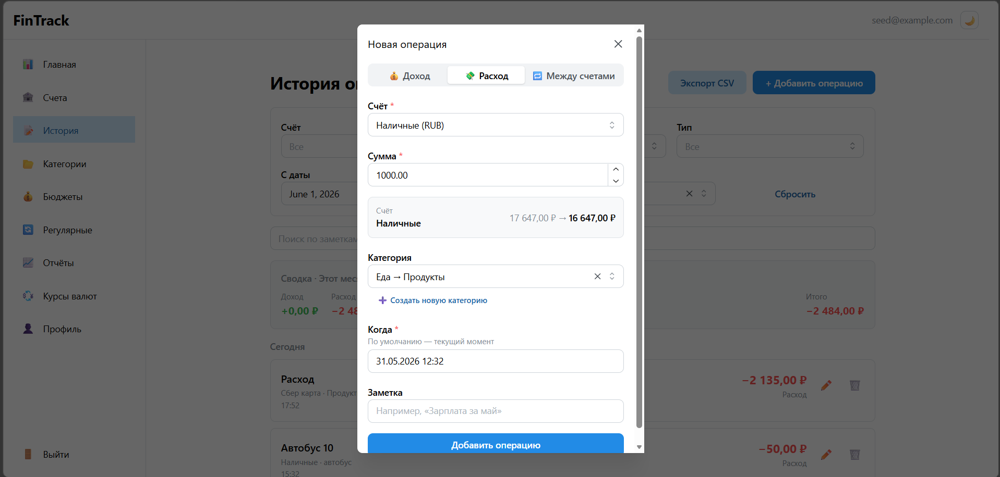 FinTrack
seed@example.com
Главная
Счета
История
Категории
Бюджеты
Регулярные
Отчёты
Курсы валют
Профиль
Выйти
История о
Экспорт CSV
+ Добавить операцию
Счёт
Все
Тип
Все
С даты
June 1, 2026
Сбросить
Поиск по заметкам
Сводка · Этот мес
Доход
+0,00 ₽
Расход
−2 48
Итого
−2 484,00 ₽
Сегодня
Расход
Сбер карта · Продукт
17:52
−2 135,00 ₽
Расход
Автобус 10
Наличные · автобус
15:32
−50,00 ₽
Расход
Новая операция
Доход
Расход
Между счетами
Счёт *
Наличные (RUB)
Сумма *
1000.00
Счёт
Наличные
17 647,00 ₽ → 16 647,00 ₽
Категория
Еда → Продукты
Создать новую категорию
Когда *
По умолчанию — текущий момент
31.05.2026 12:32
Заметка
Например, «Зарплата за май»
Добавить операцию